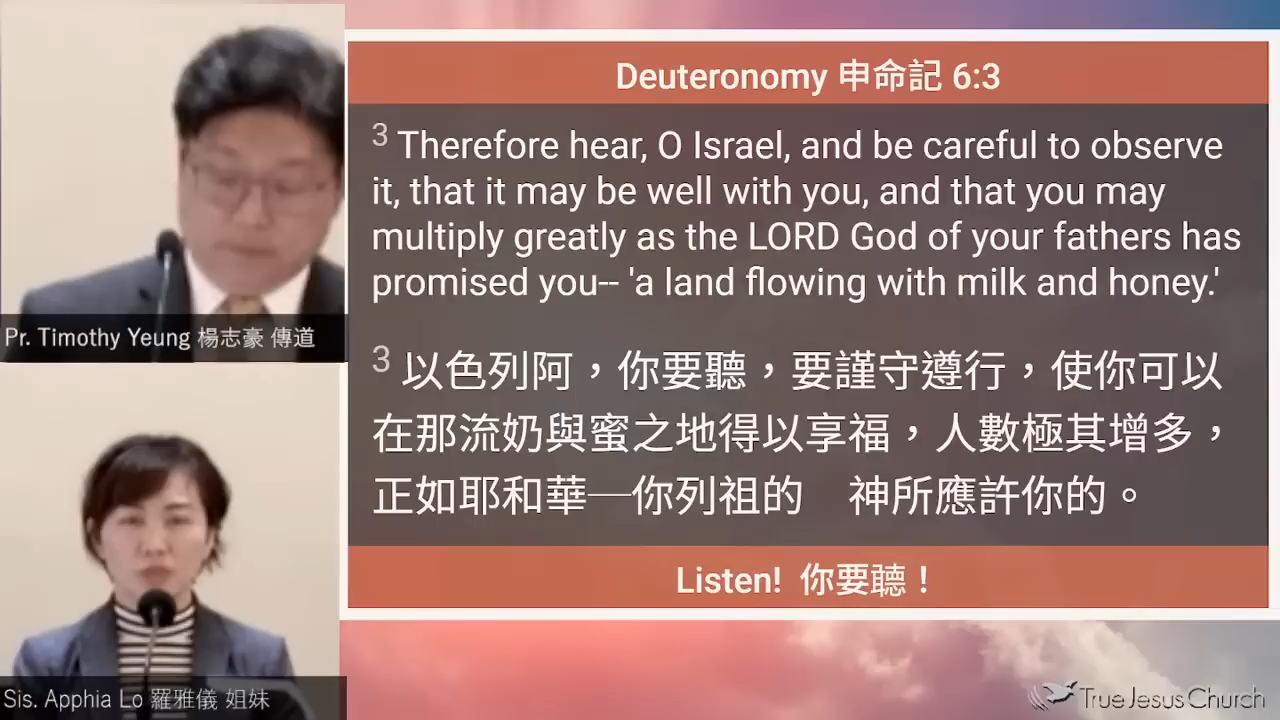 Deuteronomy 申命記 6:3
3 Therefore hear, O Israel, and be careful to observe
it, that it may be well with you, and that you may
multiply greatly as the LORD God of your fathers has
promised you-- 'a land flowing with milk and honey.'
3 以色列阿，你要聽，要謹守遵行，使你可以
在那流奶與蜜之地得以享福，人數極其增多，
正如耶和華─你列祖的　神所應許你的。
Listen! 你要聽！
Pr. Timothy Yeung 楊志豪 傳道
Sis. Apphia Lo 羅雅儀 姐妹
True Jesus Church